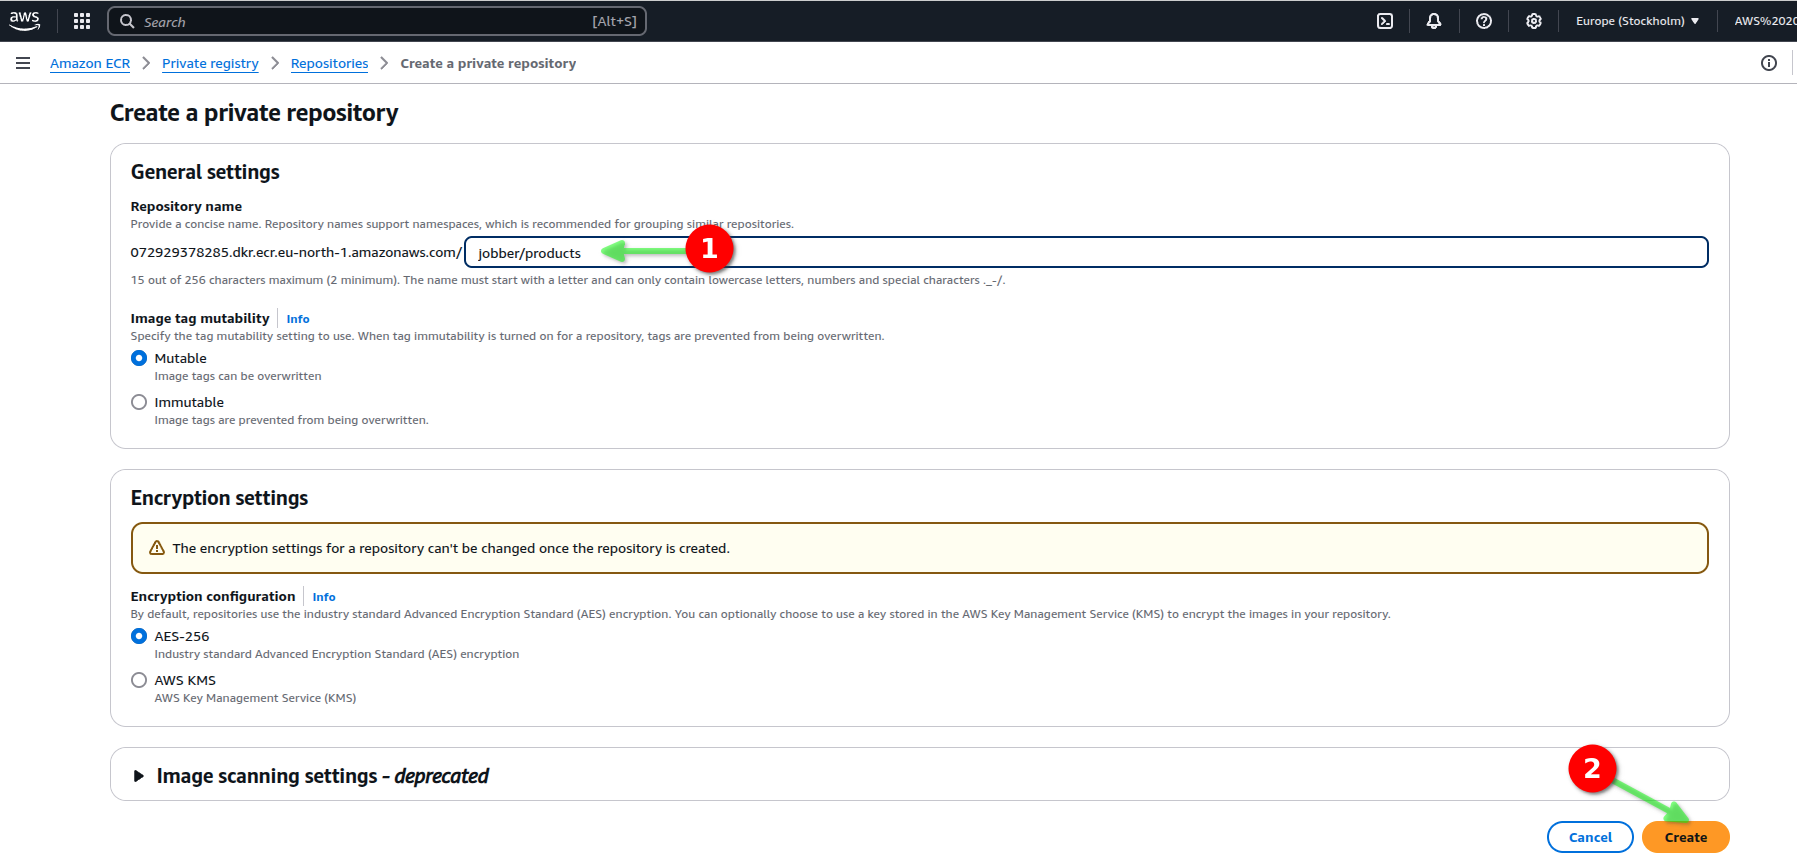 aws Search [Alt+S] Europe (Stockholm) AWS%202
Amazon ECR Private registry Repositories Create a private repository
Create a private repository
General settings
Repository name
Provide a concise name. Repository names support namespaces, which is recommended for grouping similar repositories.
072929378285.dkr.ecr.eu-north-1.amazonaws.com/ jobber/products 1
15 out of 256 characters maximum (2 minimum). The name must start with a letter and can only contain lowercase letters, numbers and special characters ._-/.
Image tag mutability Info
Specify the tag mutability setting to use. When tag immutability is turned on for a repository, tags are prevented from being overwritten.
Mutable
Image tags can be overwritten
Immutable
Image tags are prevented from being overwritten.
Encryption settings
The encryption settings for a repository can't be changed once the repository is created.
Encryption configuration Info
By default, repositories use the industry standard Advanced Encryption Standard (AES) encryption. You can optionally choose to use a key stored in the AWS Key Management Service (KMS) to encrypt the images in your repository.
AES-256
Industry standard Advanced Encryption Standard (AES) encryption
AWS KMS
AWS Key Management Service (KMS)
Image scanning settings - deprecated
2
Cancel Create